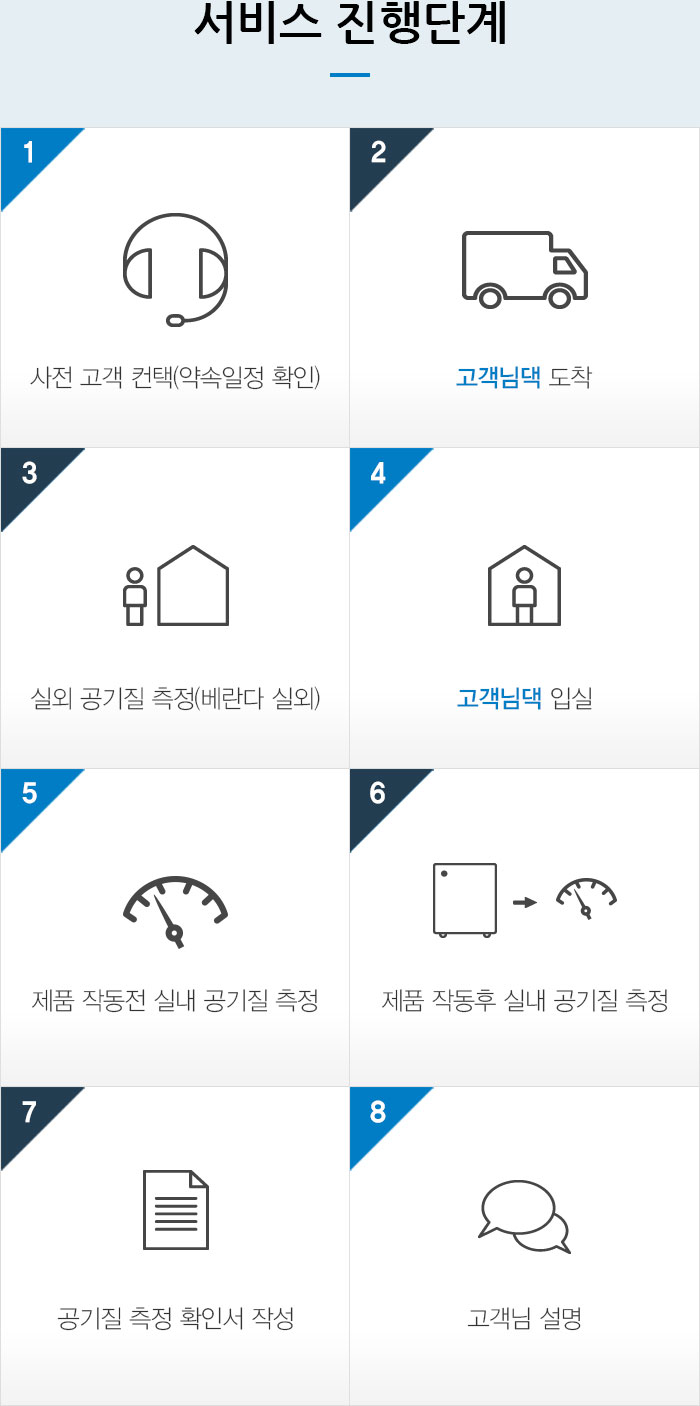 서비스 진행단계
1
사전 고객 컨택(약속일정 확인)
2
고객님댁 도착
3
실외 공기질 측정(베란다 실외)
4
고객님댁 입실
5
제품 작동전 실내 공기질 측정
6
제품 작동후 실내 공기질 측정
7
공기질 측정 확인서 작성
8
고객님 설명